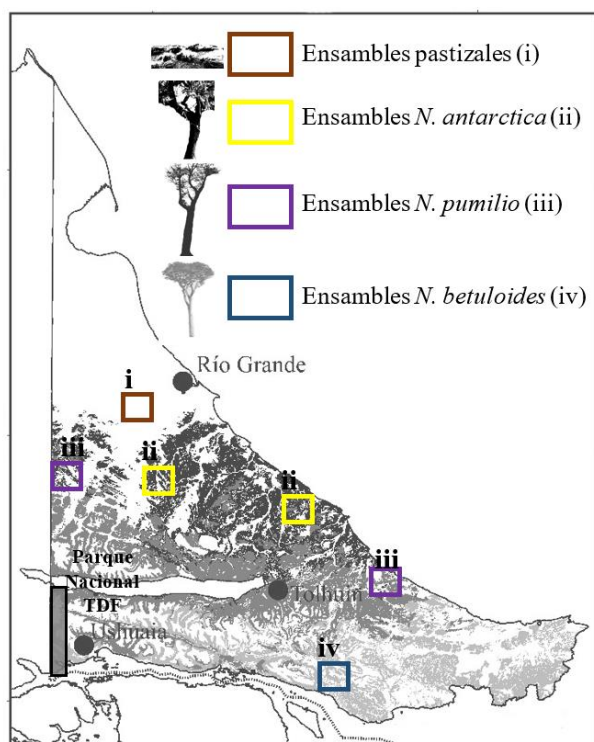 Ensambles pastizales (i)
Ensambles N. antarctica (ii)
Ensambles N. pumilio (iii)
Ensambles N. betuloides (iv)
Río Grande
i
iii
ii
ii
Parque
Nacional
TDF
iii
Tolhuin
Ushuaia
iv